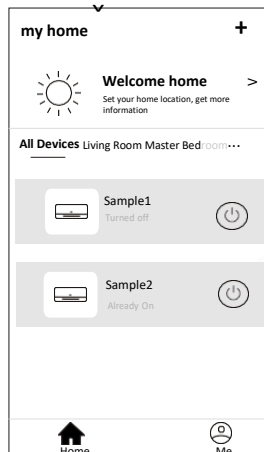 my home +
Welcome home >
Set your home location, get more
information
All Devices Living Room Master Bedroom...
Sample1
Turned off
Sample2
Already On
Home Me